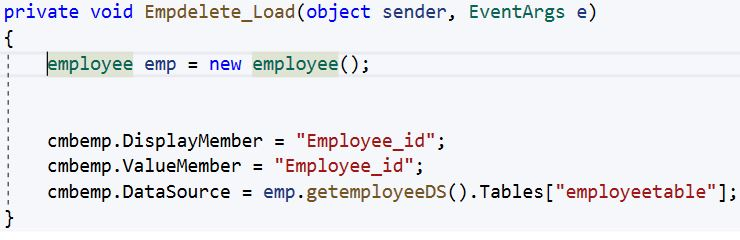 private void Empdelete_Load(object sender, EventArgs e)
{
employee emp = new employee();
cmbemp.DisplayMember = "Employee_id";
cmbemp.ValueMember = "Employee_id";
cmbemp.DataSource = emp.getemployeeDS().Tables["employeetable"];
}